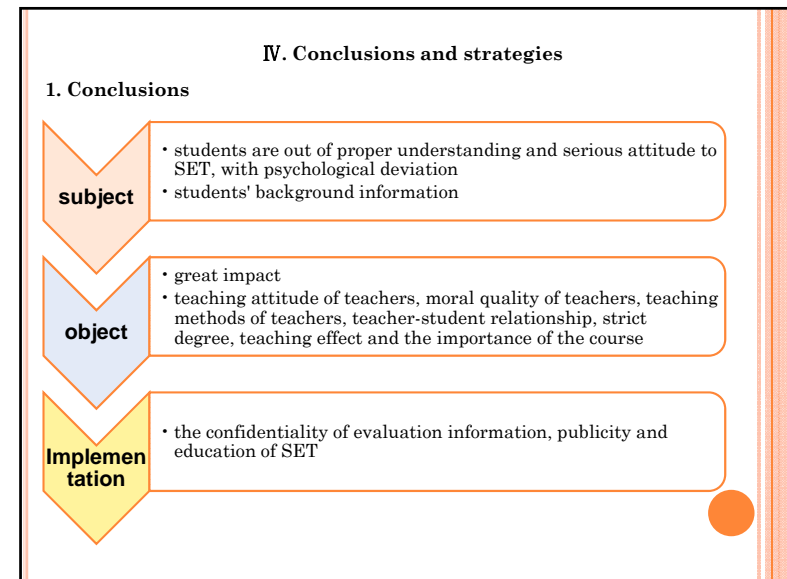 Ⅳ. Conclusions and strategies
1. Conclusions
subject
• students are out of proper understanding and serious attitude to
SET, with psychological deviation
• students' background information
object
• great impact
• teaching attitude of teachers, moral quality of teachers, teaching
methods of teachers, teacher-student relationship, strict
degree, teaching effect and the importance of the course
Implemen
tation
• the confidentiality of evaluation information, publicity and
education of SET